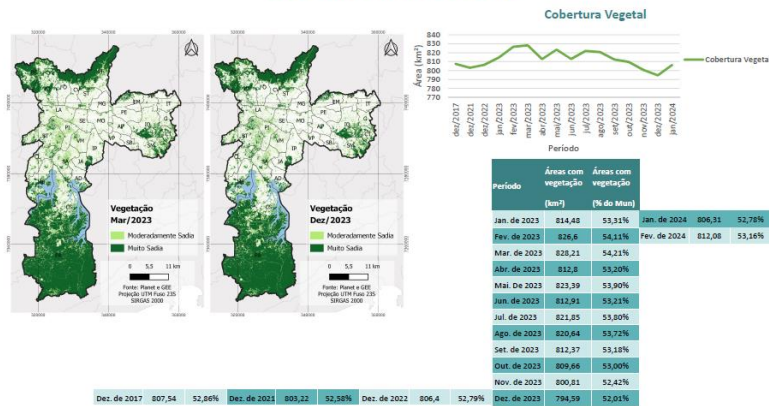 Cobertura Vegetal
Área (km²)
840
830
820
810
800
790
780
770
dez/2017
dez/2021
dez/2022
jan/2023
fev/2023
mar/2023
abr/2023
maj/2023
jun/2023
jul/2023
ago/2023
set/2023
out/2023
nov/2023
dez/2023
jan/2024
Período
Cobertura Vegetal
Vegetação
Mar/2023
Moderadamente Sadia
Muito Sadia
0 5,5 11 km
Fonte: Planet e GEE
Projeção UTM Fuso 23S
SIRGAS 2000
Vegetação
Dez/2023
Moderadamente Sadia
Muito Sadia
0 5,5 11 km
Fonte: Planet e GEE
Projeção UTM Fuso 23S
SIRGAS 2000
Período Áreas com vegetação (km²) Áreas com vegetação (% do Mun)
Jan. de 2023 814,48 53,31% Jan. de 2024 806,31 52,78%
Fev. de 2023 826,6 54,11% Fev. de 2024 812,08 53,16%
Mar. de 2023 828,21 54,21%
Abr. de 2023 812,8 53,20%
Mai. De 2023 823,39 53,90%
Jun. de 2023 812,91 53,21%
Jul. de 2023 821,85 53,80%
Ago. de 2023 820,64 53,72%
Set. de 2023 812,37 53,18%
Out. de 2023 809,66 53,00%
Nov. de 2023 800,81 52,42%
Dez. de 2017 807,54 52,86% Dez. de 2021 803,22 52,58% Dez. de 2022 806,4 52,79% Dez. de 2023 794,59 52,01%